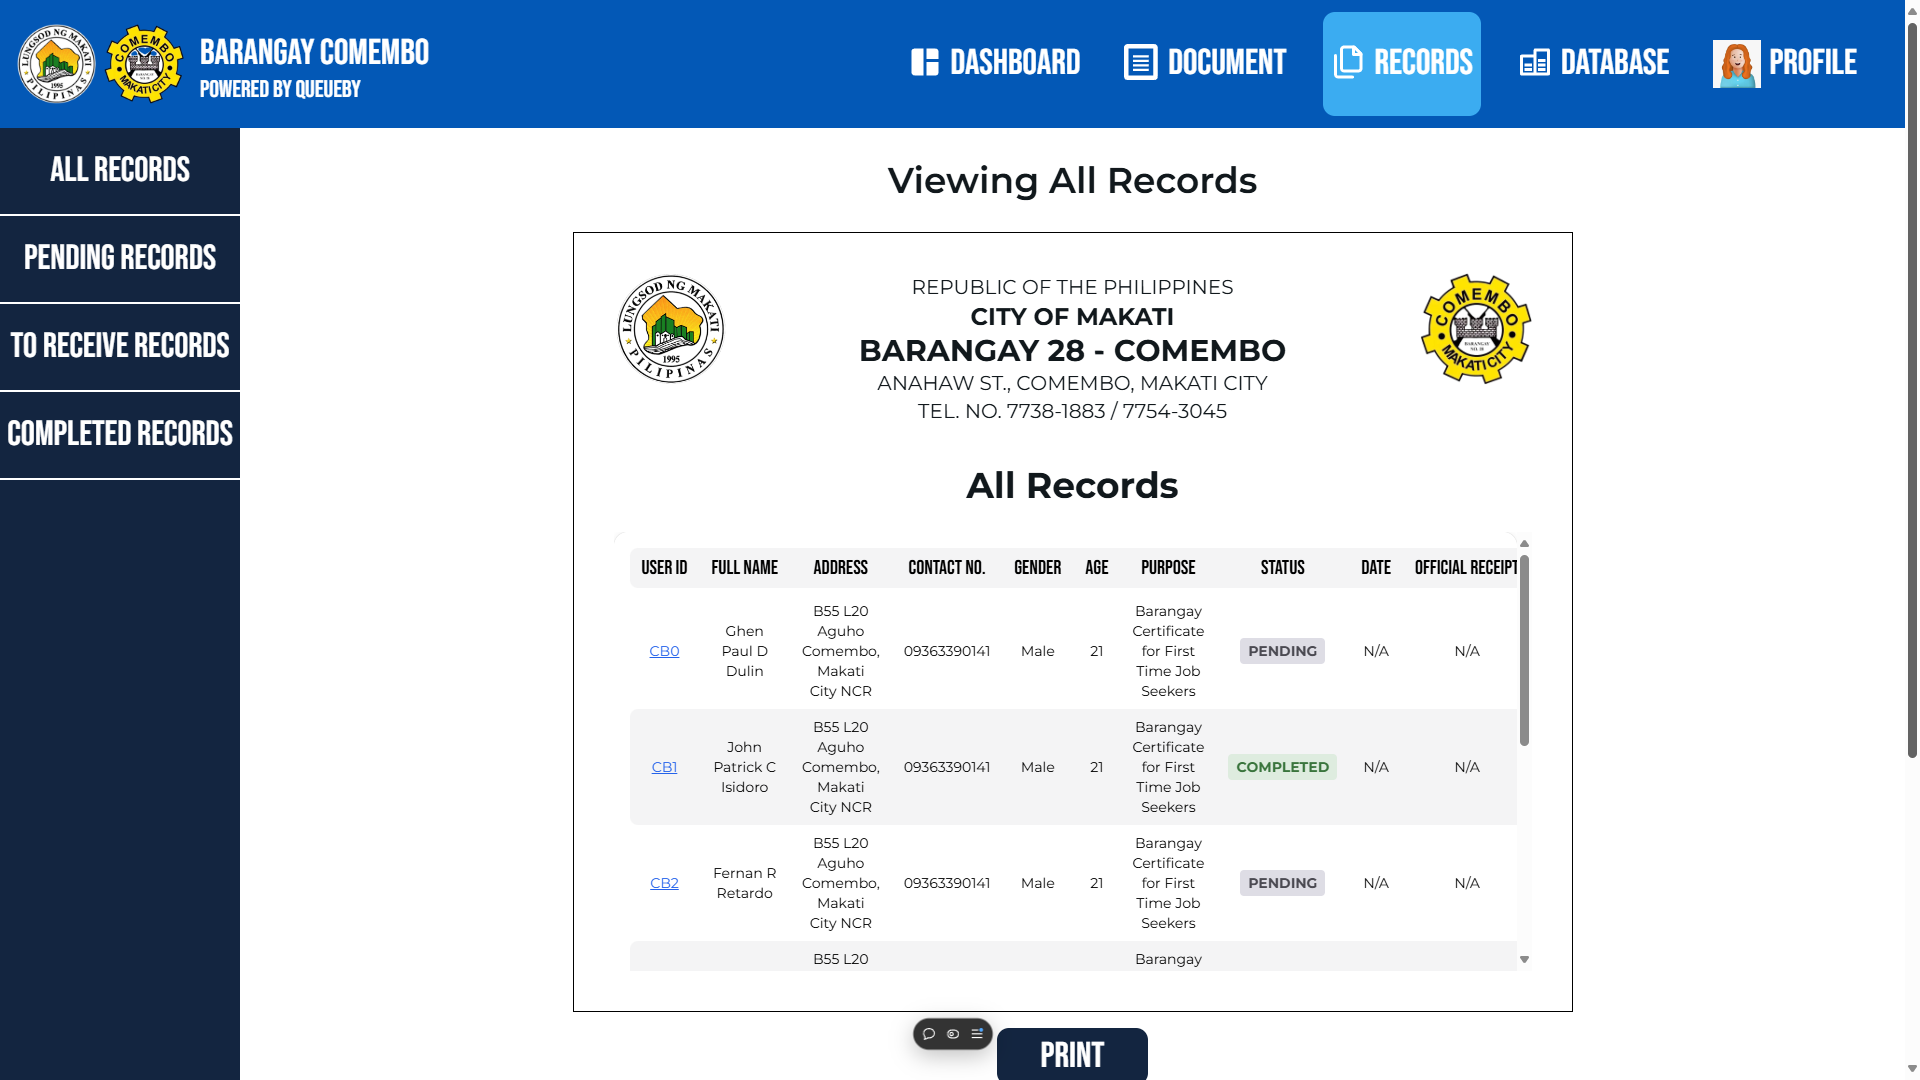 BARANGAY COMEMBO
POWERED BY QUEUEBY
DASHBOARD
DOCUMENT
RECORDS
DATABASE
PROFILE
ALL RECORDS
PENDING RECORDS
TO RECEIVE RECORDS
COMPLETED RECORDS
Viewing All Records
LUNGSOD NG MAKATI
1995
PILIPINAS
REPUBLIC OF THE PHILIPPINES
CITY OF MAKATI
BARANGAY 28 - COMEMBO
ANAHAW ST., COMEMBO, MAKATI CITY
TEL. NO. 7738-1883 / 7754-3045
COMEMBO
MAKATI CITY
All Records
USER ID FULL NAME ADDRESS CONTACT NO. GENDER AGE PURPOSE STATUS DATE OFFICIAL RECEIPT
CB0
Ghen
Paul D
Dulin
B55 L20
Aguho
Comembo,
Makati
City NCR
09363390141
Male
21
Barangay
Certificate
for First
Time Job
Seekers
PENDING
N/A
N/A
CB1
John
Patrick C
Isidoro
B55 L20
Aguho
Comembo,
Makati
City NCR
09363390141
Male
21
Barangay
Certificate
for First
Time Job
Seekers
COMPLETED
N/A
N/A
CB2
Fernan R
Retardo
B55 L20
Aguho
Comembo,
Makati
City NCR
09363390141
Male
21
Barangay
Certificate
for First
Time Job
Seekers
PENDING
N/A
N/A
B55 L20
Barangay
PRINT